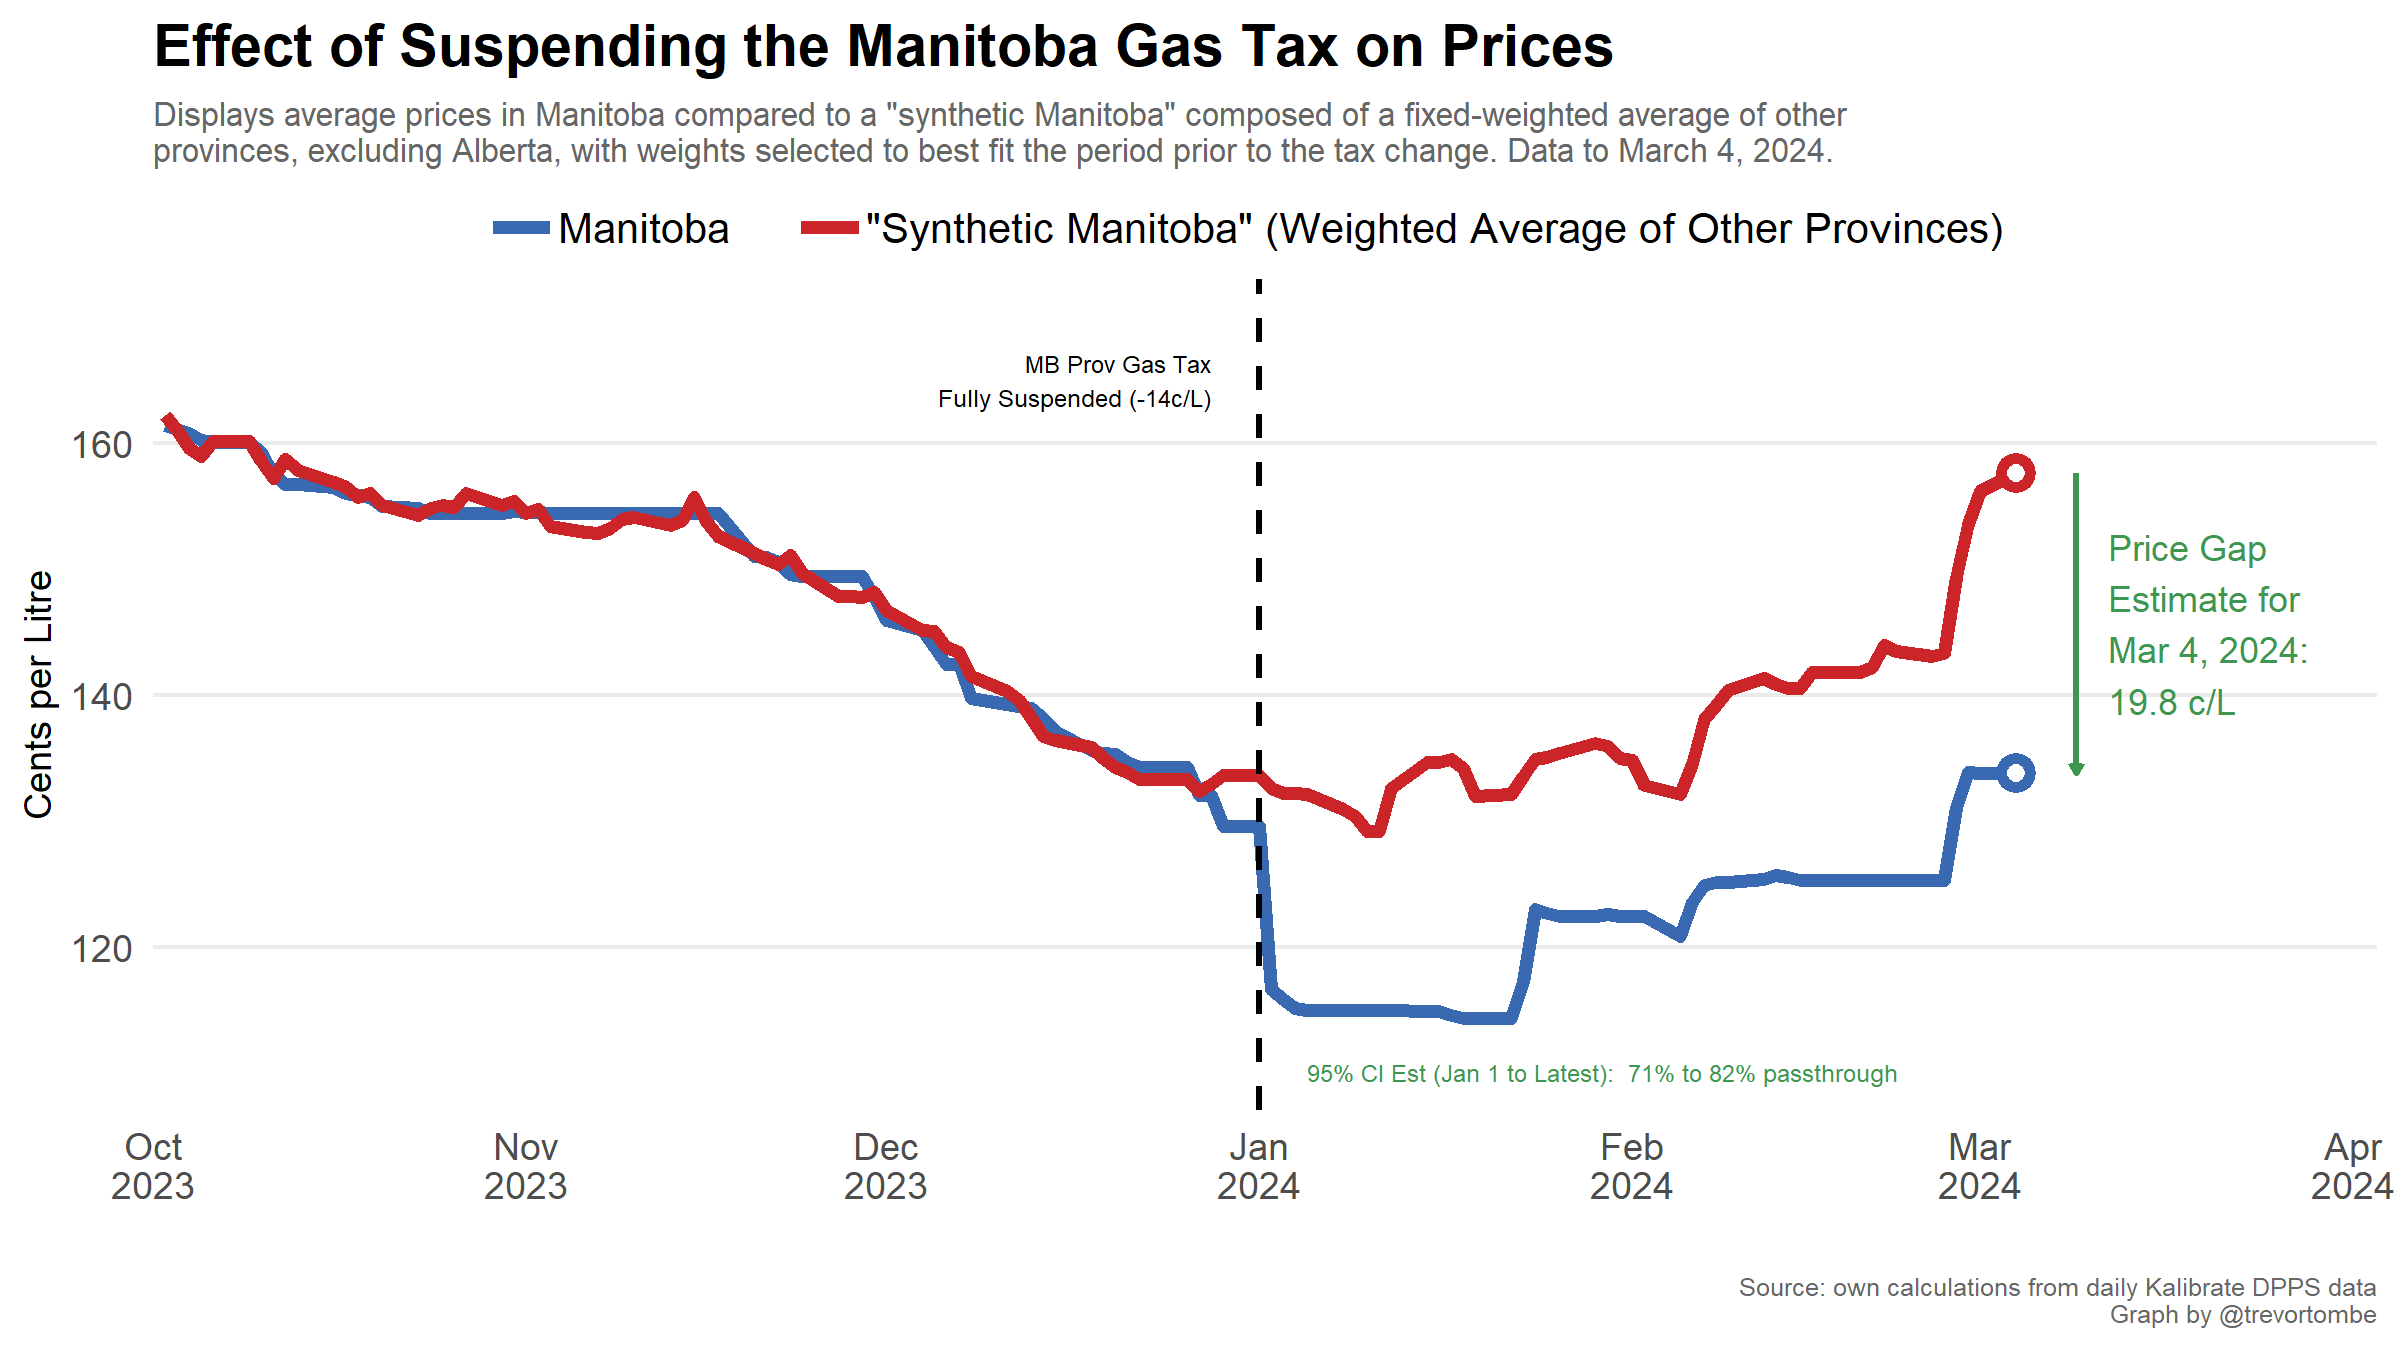 Effect of Suspending the Manitoba Gas Tax on Prices
Displays average prices in Manitoba compared to a "synthetic Manitoba" composed of a fixed-weighted average of other
provinces, excluding Alberta, with weights selected to best fit the period prior to the tax change. Data to March 4, 2024.
Manitoba
"Synthetic Manitoba" (Weighted Average of Other Provinces)
MB Prov Gas Tax
Fully Suspended (-14c/L)
160
140
120
Cents per Litre
Price Gap
Estimate for
Mar 4, 2024:
19.8 c/L
95% CI Est (Jan 1 to Latest): 71% to 82% passthrough
Oct
2023
Nov
2023
Dec
2023
Jan
2024
Feb
2024
Mar
2024
Apr
2024
Source: own calculations from daily Kalibrate DPPS data
Graph by @trevortombe